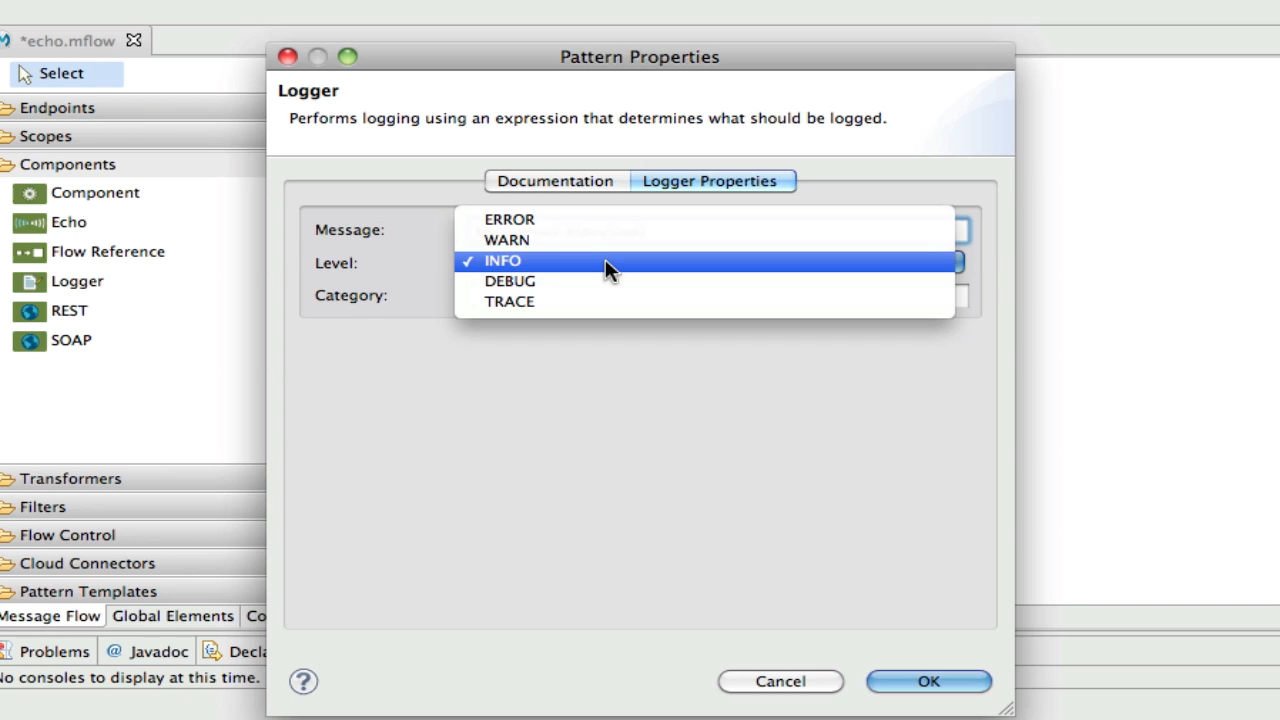 *echo.mflow
Pattern Properties
Select
Logger
Performs logging using an expression that determines what should be logged.
Endpoints
Scopes
Components
Component
Echo
Flow Reference
Logger
REST
SOAP
Transformers
Filters
Flow Control
Cloud Connectors
Pattern Templates
Message Flow
Global Elements
Co
Problems
@ Javadoc
Decla
No consoles to display at this time.
Documentation
Logger Properties
Message:
Level:
Category:
ERROR
WARN
✓ INFO
DEBUG
TRACE
?
Cancel
OK